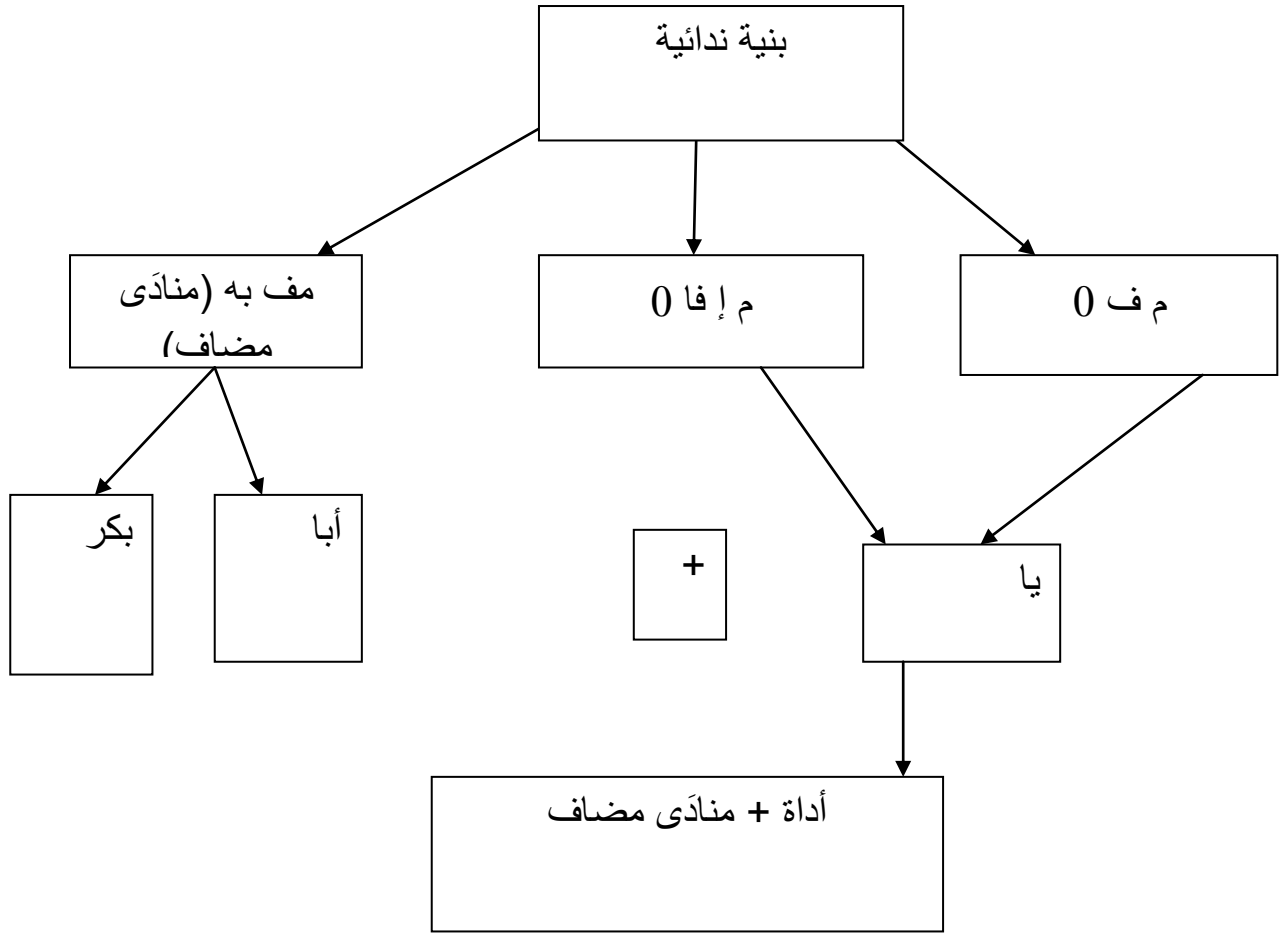 بنية ندائية
م ف 0
م إ فا 0
مف به (منادَى
مضاف)
يا
+
أبا
بكر
أداة + منادَى مضاف